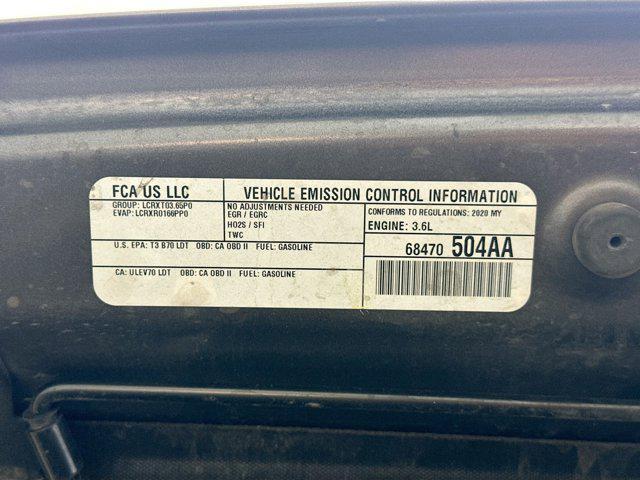 FCA US LLC
GROUP: LCRXT03.65P0
EVAP: LCRXR0166PP0
VEHICLE EMISSION CONTROL INFORMATION
NO ADJUSTMENTS NEEDED
EGR / EGRC
HO2S / SFI
TWC
CONFORMS TO REGULATIONS: 2020 MY
ENGINE: 3.6L
U.S. EPA: T3 B70 LDT OBD: CA OBD II FUEL: GASOLINE
68470 504AA
CA: ULEV70 LDT OBD: CA OBD II FUEL: GASOLINE